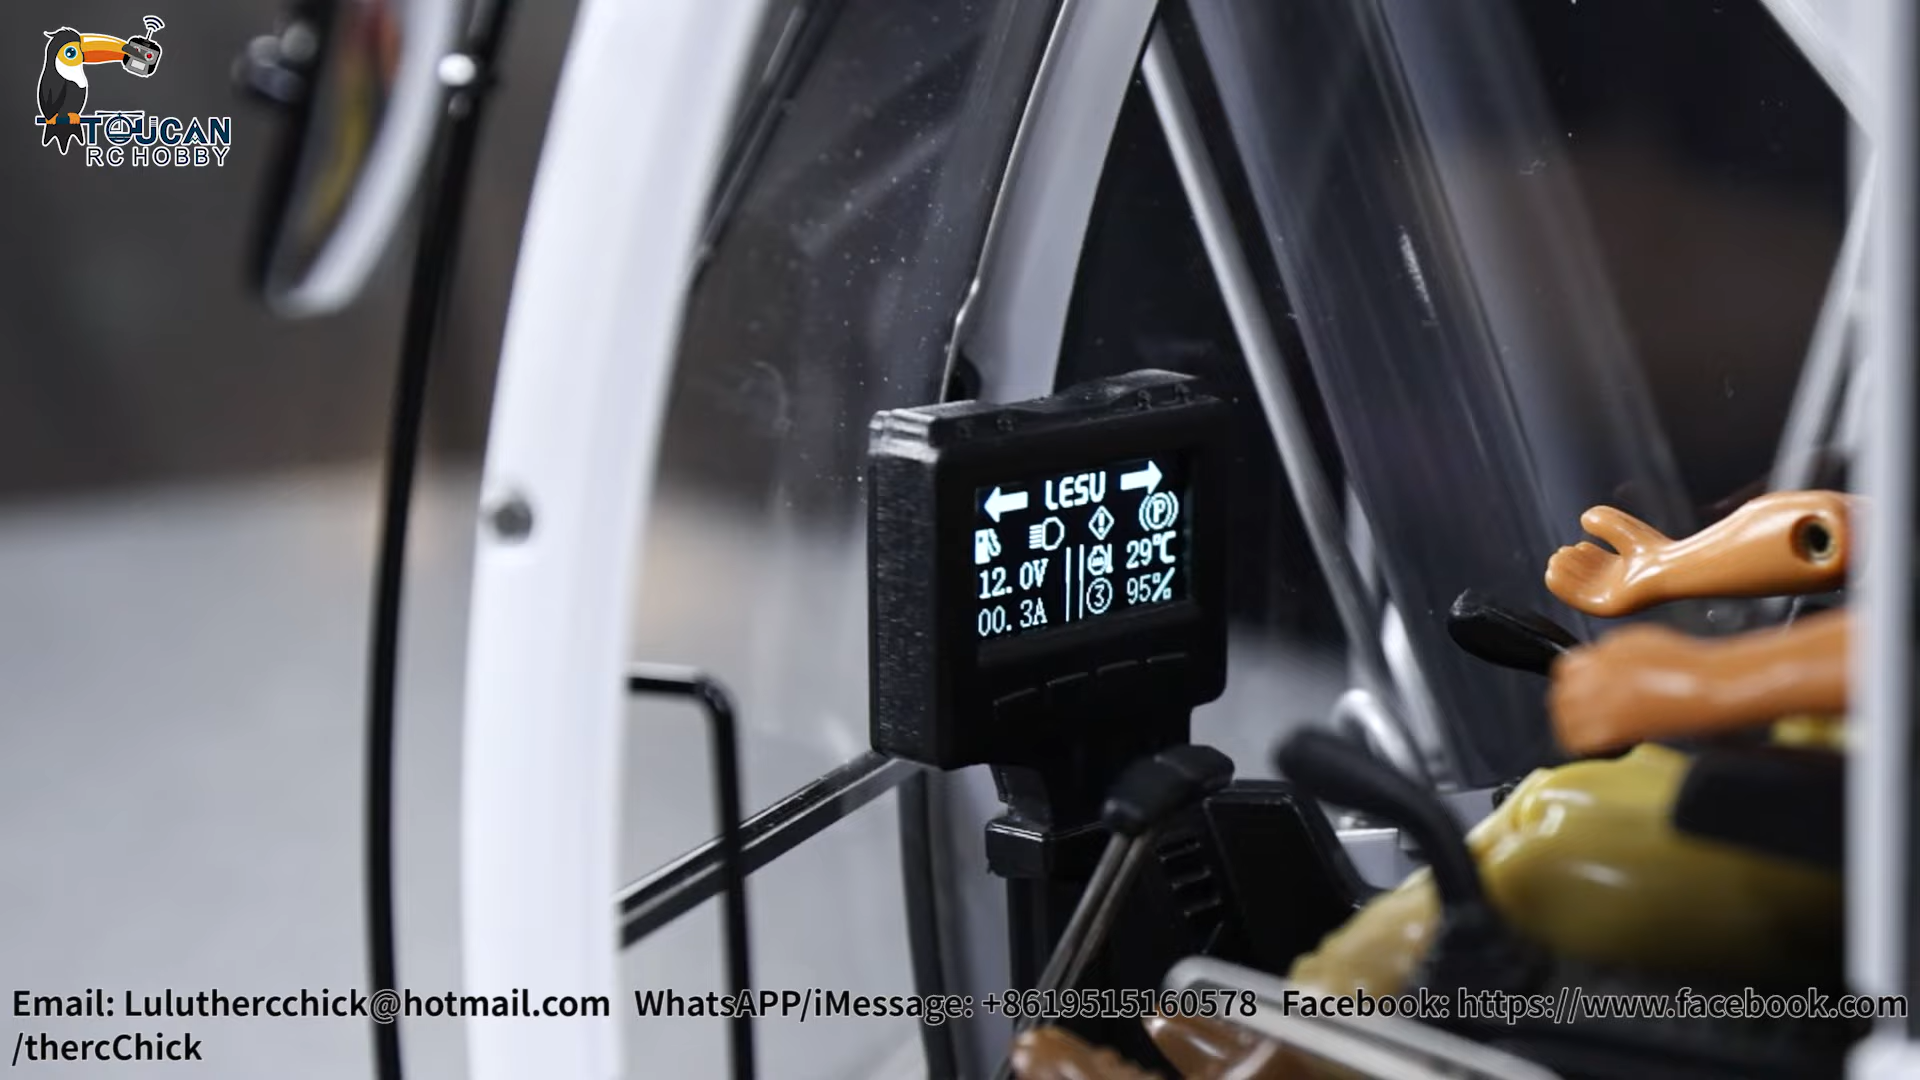 TOUCAN
RC HOBBY
LESU
P
12.0V
29℃
00.3A
3
95%
Email: Luluthercchick@hotmail.com WhatsAPP/iMessage: +8619515160578 Facebook: https://www.facebook.com
/thercChick